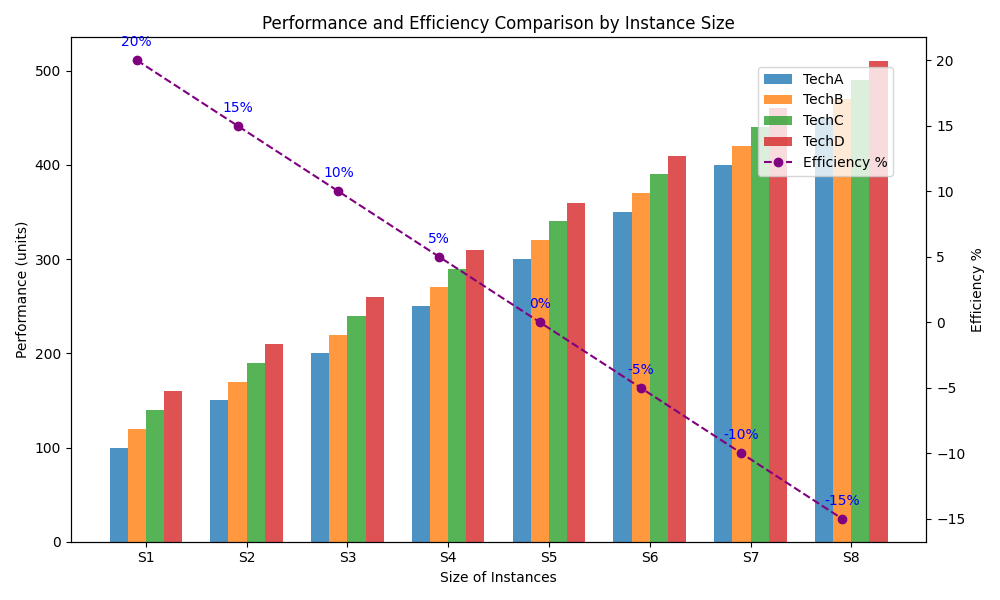 Performance and Efficiency Comparison by Instance Size
Performance (units)
500
400
300
200
100
0
20%
15%
10%
5%
0%
-5%
-10%
-15%
TechA
TechB
TechC
TechD
Efficiency %
20
15
10
5
0
−5
−10
−15
Efficiency %
S1 S2 S3 S4 S5 S6 S7 S8
Size of Instances